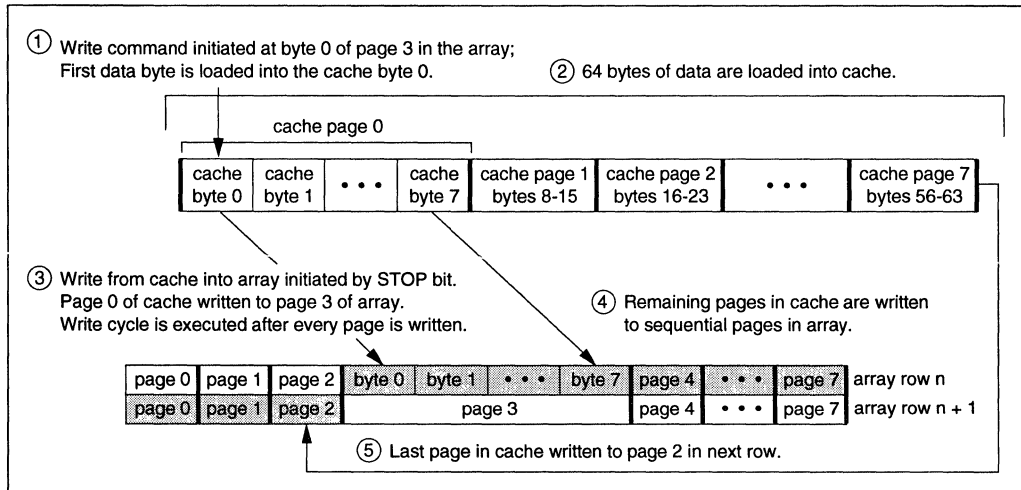 ① Write command initiated at byte 0 of page 3 in the array;
First data byte is loaded into the cache byte 0.
② 64 bytes of data are loaded into cache.
cache page 0
cache byte 0 cache byte 1 • • • cache byte 7 cache page 1 bytes 8-15 cache page 2 bytes 16-23 • • • cache page 7 bytes 56-63
③ Write from cache into array initiated by STOP bit.
Page 0 of cache written to page 3 of array.
Write cycle is executed after every page is written.
④ Remaining pages in cache are written
to sequential pages in array.
page 0 page 1 page 2 byte 0 byte 1 • • • byte 7 page 4 • • • page 7 array row n
page 0 page 1 page 2 page 3 page 4 • • • page 7 array row n + 1
⑤ Last page in cache written to page 2 in next row.